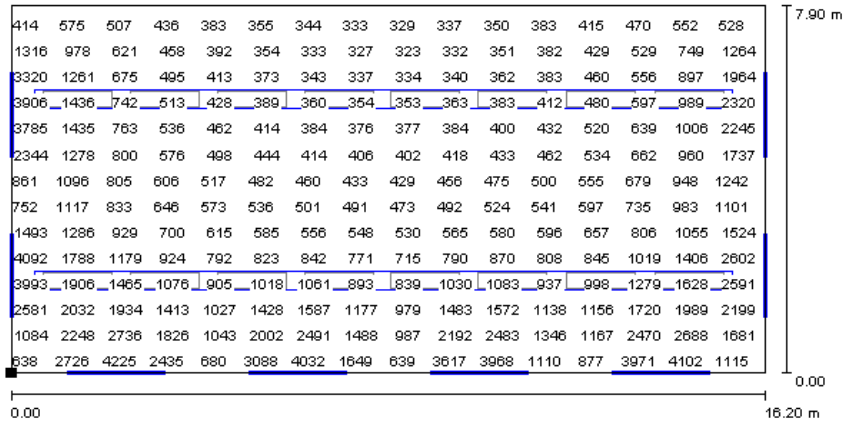 414 575 507 436 383 355 344 333 329 337 350 383 415 470 552 528 7.90 m
1316 978 621 458 392 354 333 327 323 332 351 382 429 529 749 1264
3320 1261 675 495 413 373 343 337 334 340 362 383 460 556 897 1964
3906 1436 742 513 428 389 360 354 353 363 383 412 480 597 989 2320
3785 1435 763 536 462 414 384 376 377 384 400 432 520 639 1006 2245
2344 1278 800 576 498 444 414 406 402 418 433 462 534 662 960 1737
861 1096 805 606 517 482 460 433 429 456 475 500 555 679 948 1242
752 1117 833 646 573 536 501 491 473 492 524 541 597 735 983 1101
1493 1286 929 700 615 585 556 548 530 565 580 596 657 806 1055 1524
4092 1788 1179 924 792 823 842 771 715 790 870 808 845 1019 1406 2602
3993 1906 1465 1076 905 1018 1061 893 839 1030 1083 937 998 1279 1628 2591
2581 2032 1934 1413 1027 1428 1587 1177 979 1483 1572 1138 1156 1720 1989 2199
1084 2248 2736 1826 1043 2002 2491 1488 987 2192 2483 1346 1167 2470 2688 1681
638 2726 4225 2435 680 3088 4032 1649 639 3617 3968 1110 877 3971 4102 1115
0.00
0.00 16.20 m